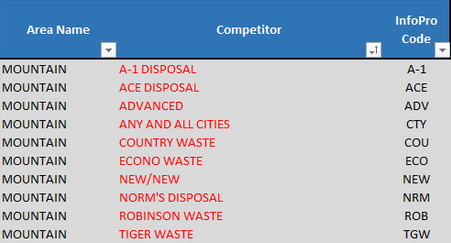 Area Name Competitor InfoPro Code
MOUNTAIN A-1 DISPOSAL A-1
MOUNTAIN ACE DISPOSAL ACE
MOUNTAIN ADVANCED ADV
MOUNTAIN ANY AND ALL CITIES CTY
MOUNTAIN COUNTRY WASTE COU
MOUNTAIN ECONO WASTE ECO
MOUNTAIN NEW/NEW NEW
MOUNTAIN NORM'S DISPOSAL NRM
MOUNTAIN ROBINSON WASTE ROB
MOUNTAIN TIGER WASTE TGW